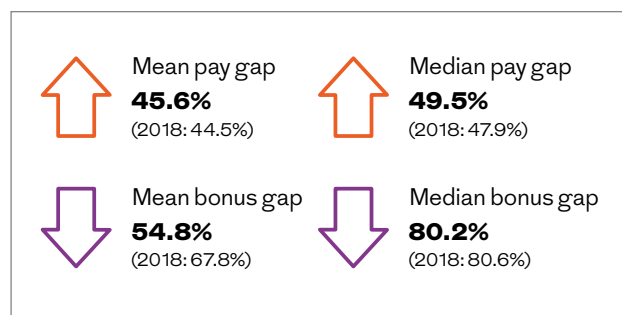 Mean pay gap
45.6%
(2018: 44.5%)
Median pay gap
49.5%
(2018: 47.9%)
Mean bonus gap
54.8%
(2018: 67.8%)
Median bonus gap
80.2%
(2018: 80.6%)